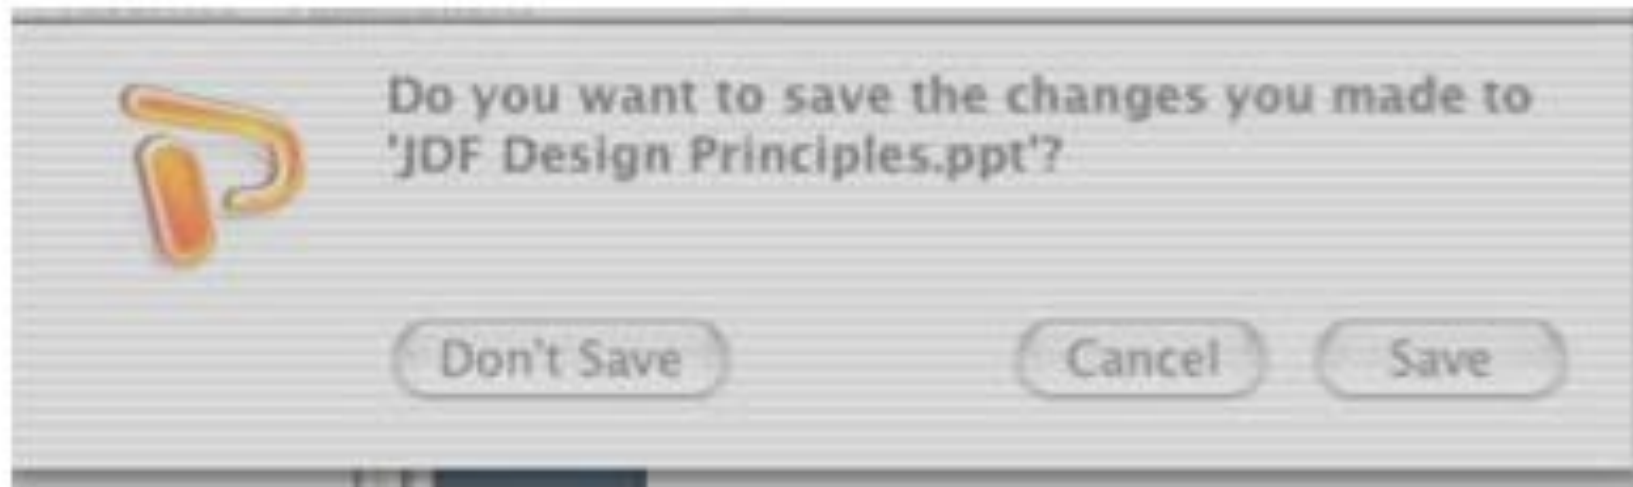 Do you want to save the changes you made to
'JDF Design Principles.ppt'?
Don't Save Cancel Save